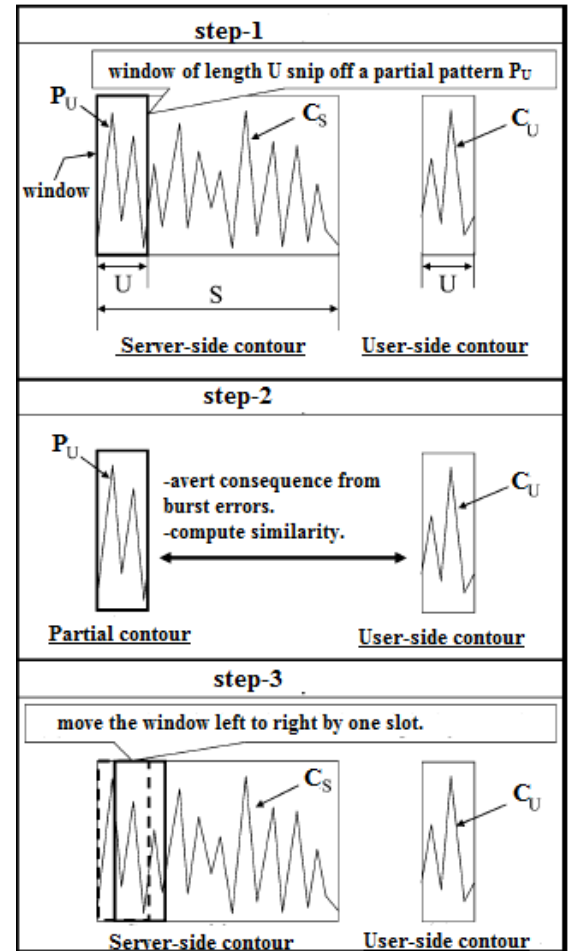 step-1
window of length U snip off a partial pattern PU
PU
CS
CU
window
U
U
S
Server-side contour
User-side contour
step-2
PU
-avert consequence from
burst errors.
-compute similarity.
CU
Partial contour
User-side contour
step-3
move the window left to right by one slot.
CS
CU
Server-side contour
User-side contour